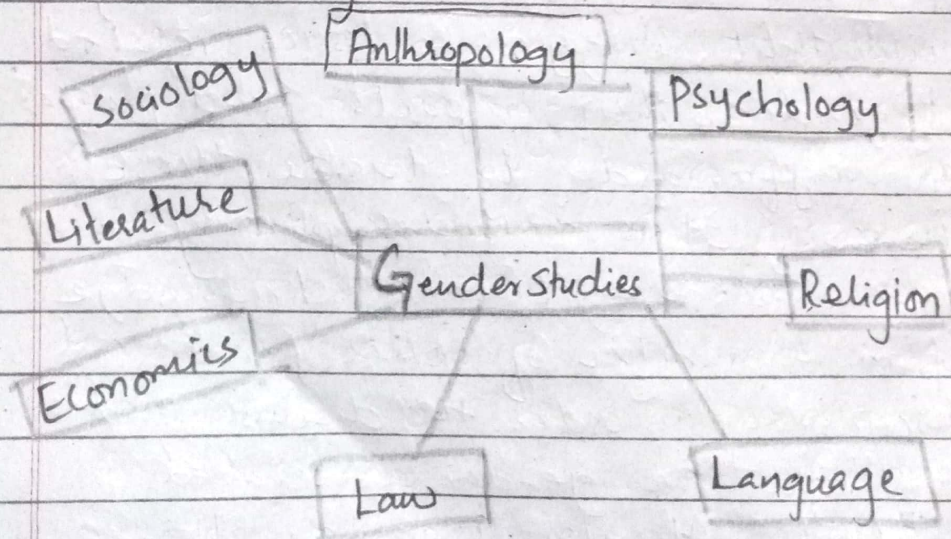 Anthropology
Sociology
Psychology
Literature
Gender Studies
Religion
Economics
Law
Language